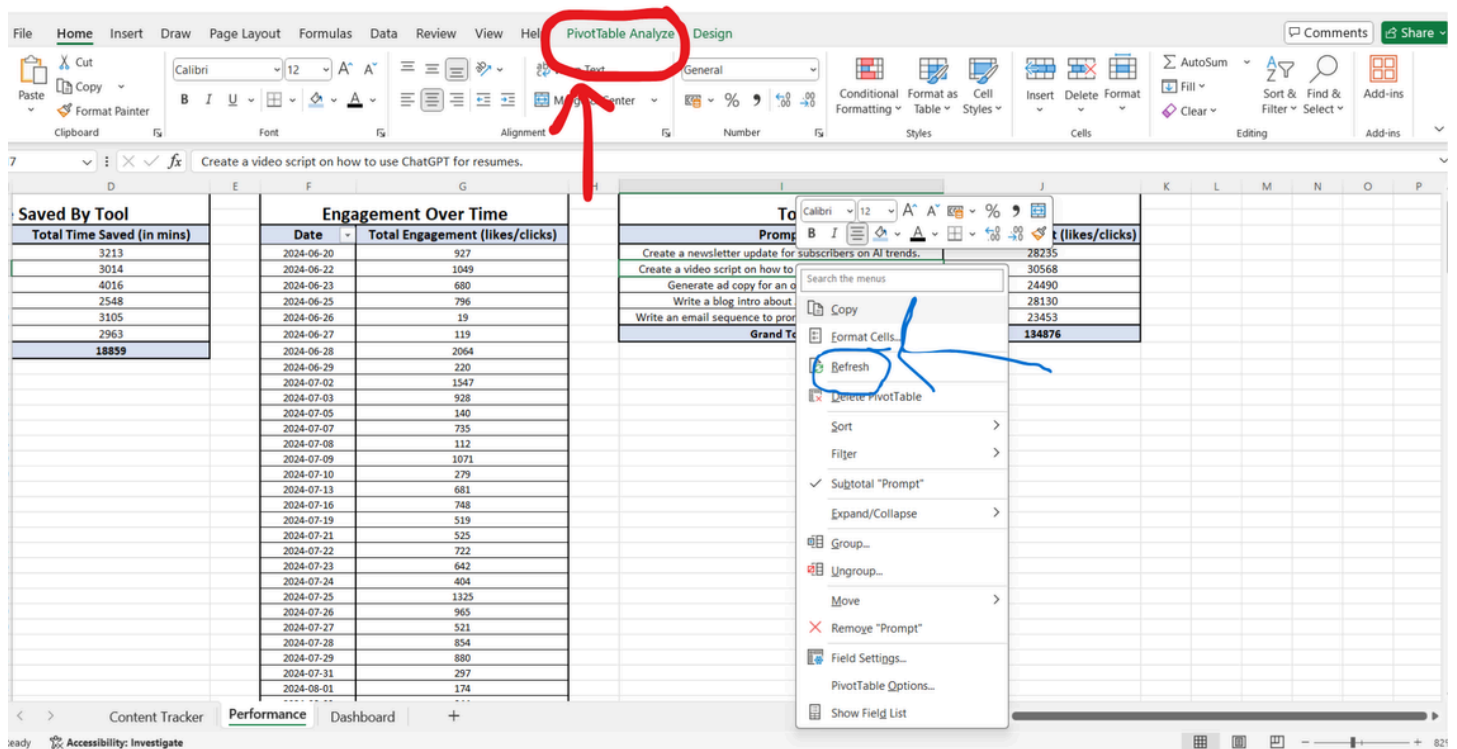 File Home Insert Draw Page Layout Formulas Data Review View Hel PivotTable Analyze Design Comments Share
Cut
Copy
Paste
Format Painter
Calibri 12
B I U
Text
Center
General
Conditional Formatting Format as Table Cell Styles
Insert Delete Format
AutoSum
Fill
Clear
Sort & Filter Find & Select
Add-ins
Clipboard Font Alignment Number Styles Cells Editing Add-ins
7 fx Create a video script on how to use ChatGPT for resumes.
D E F G H I J K L M N O P
Saved By Tool Engagement Over Time To
Total Time Saved (in mins) Date Total Engagement (likes/clicks) Promp t (likes/clicks)
3213 2024-06-20 927 Create a newsletter update for subscribers on AI trends. 28235
3014 2024-06-22 1049 Create a video script on how to 30568
4016 2024-06-23 680 Generate ad copy for an o 24490
2548 2024-06-25 796 Write a blog intro about 28130
3105 2024-06-26 19 Write an email sequence to pror 23453
2963 2024-06-27 119 Grand To 134876
18859 2024-06-28 2064
2024-06-29 220
2024-07-02 1547
2024-07-03 928
2024-07-05 140
2024-07-07 735
2024-07-08 112
2024-07-09 1071
2024-07-10 279
2024-07-13 681
2024-07-16 748
2024-07-19 519
2024-07-21 525
2024-07-22 722
2024-07-23 642
2024-07-24 404
2024-07-25 1325
2024-07-26 965
2024-07-27 521
2024-07-28 854
2024-07-29 880
2024-07-31 297
2024-08-01 174
Calibri 12
B I
Search the menus
Copy
Format Cells...
Refresh
Delete PivotTable
Sort
Filter
Subtotal "Prompt"
Expand/Collapse
Group...
Ungroup...
Move
Remove "Prompt"
Field Settings...
PivotTable Options...
Show Field List
Content Tracker Performance Dashboard
eady Accessibility: Investigate 82%